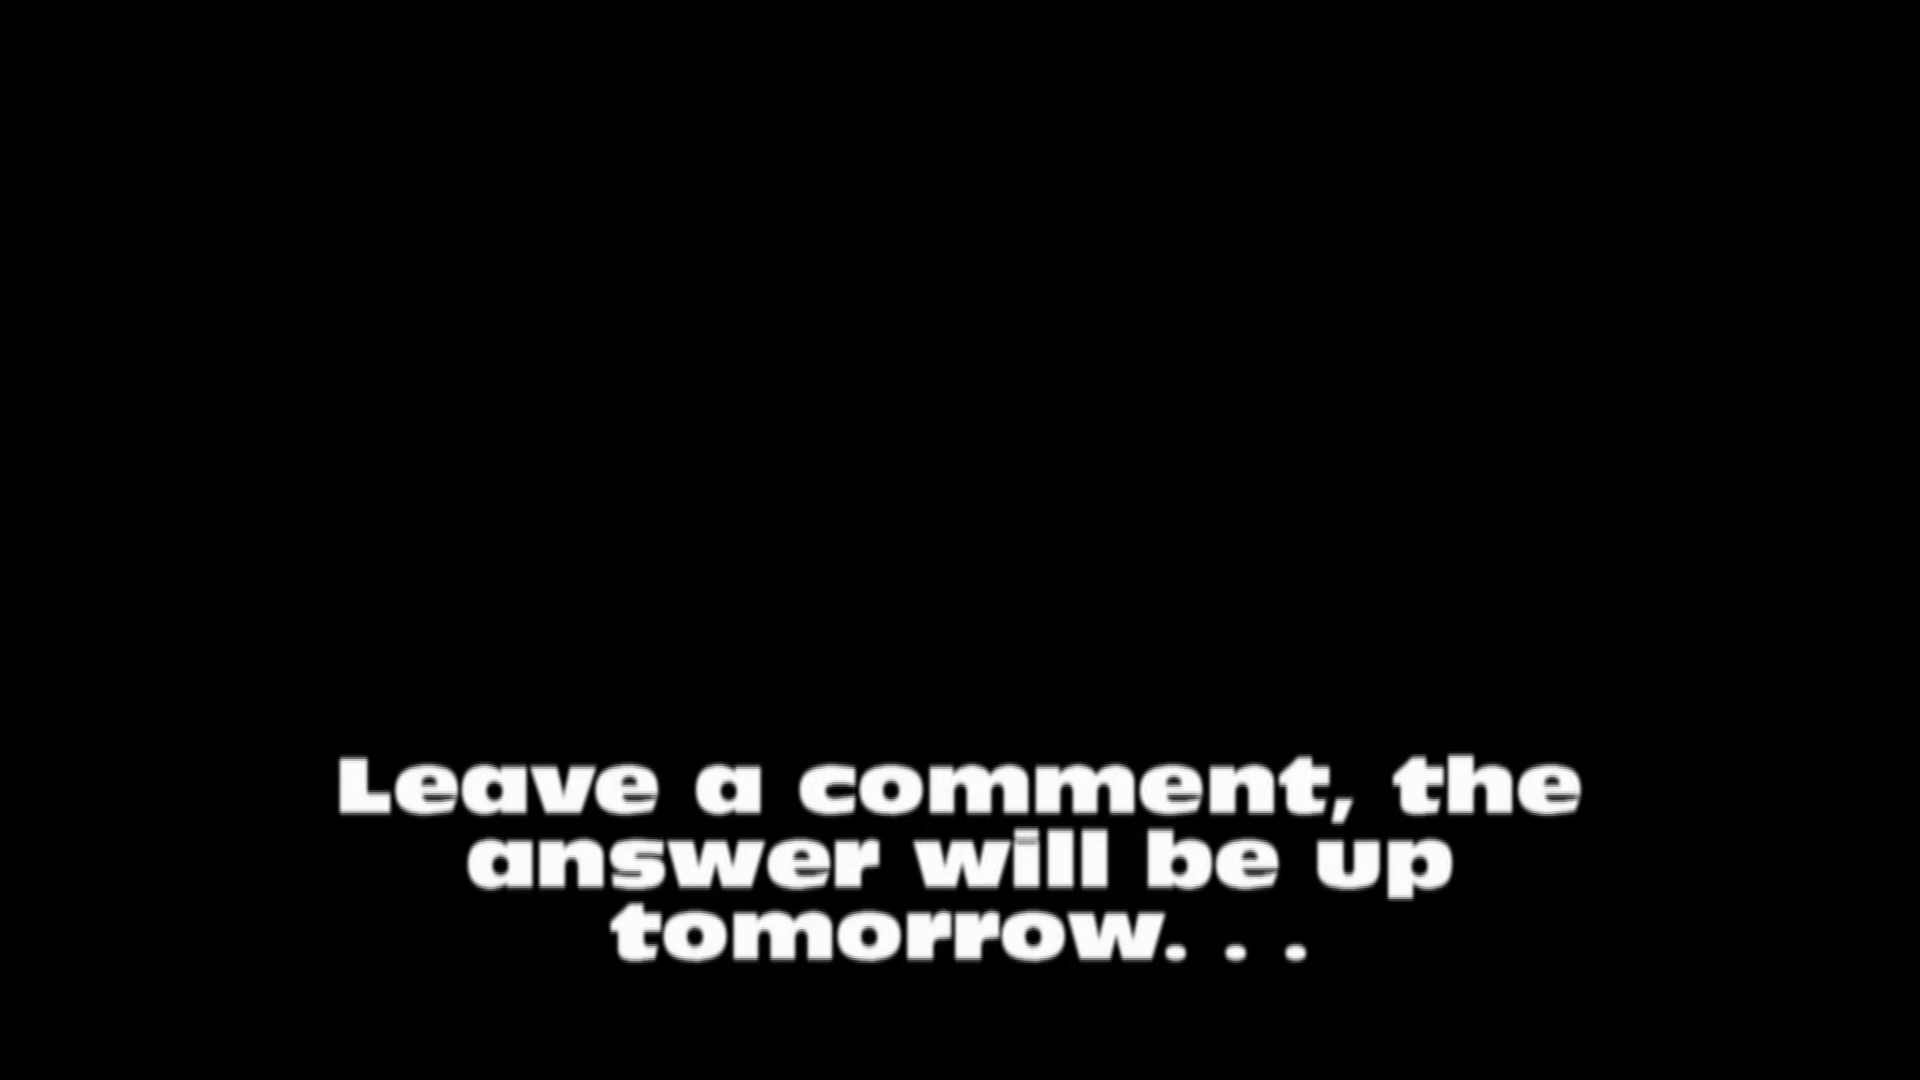 Leave a comment, the
answer will be up
tomorrow. . .